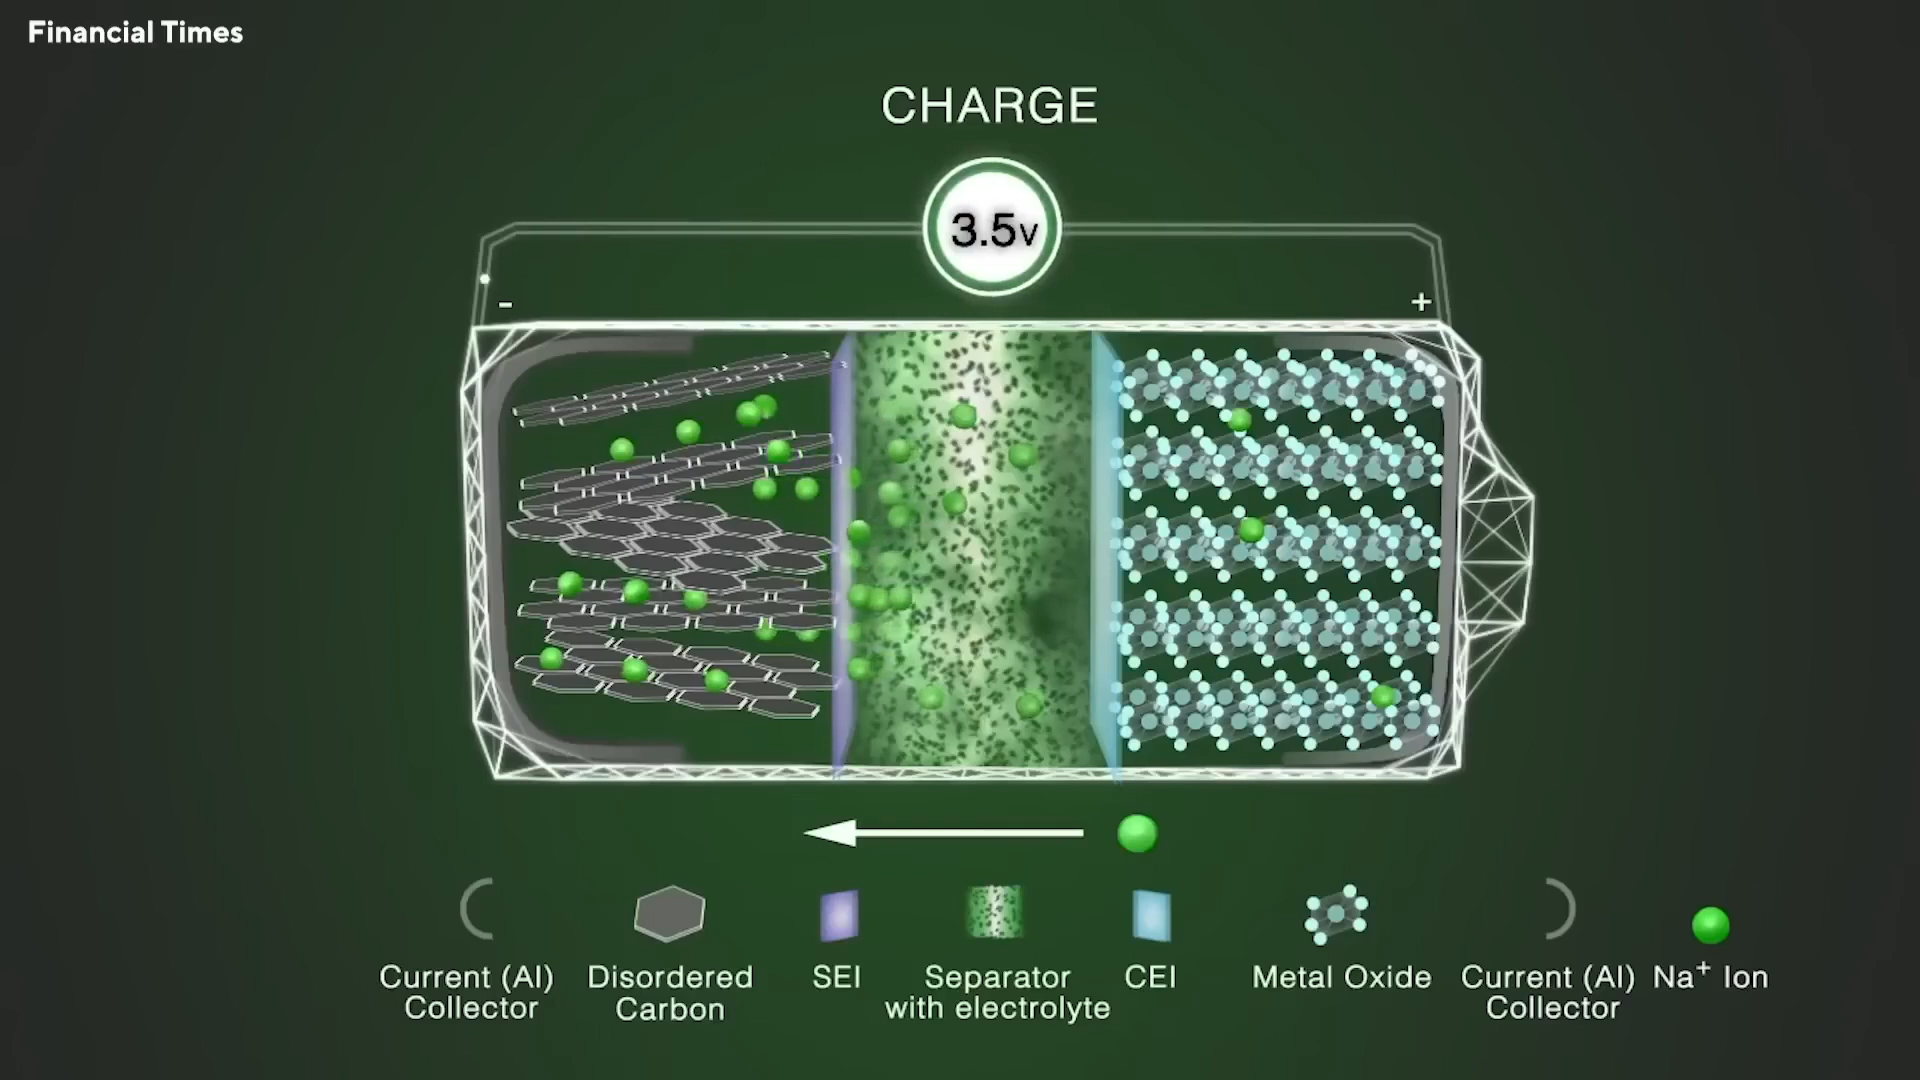 Financial Times
CHARGE
3.5v
-
+
Current (Al)
Collector
Disordered
Carbon
SEI
Separator
with electrolyte
CEI
Metal Oxide
Current (Al)
Collector
Na⁺ Ion